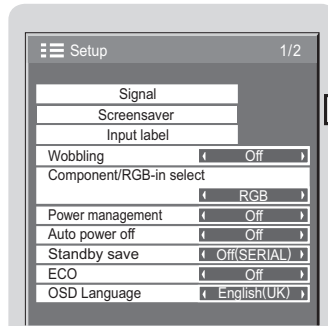 Setup 1/2
Signal
Screensaver
Input label
Wobbling Off
Component/RGB-in select
RGB
Power management Off
Auto power off Off
Standby save Off(SERIAL)
ECO Off
OSD Language English(UK)